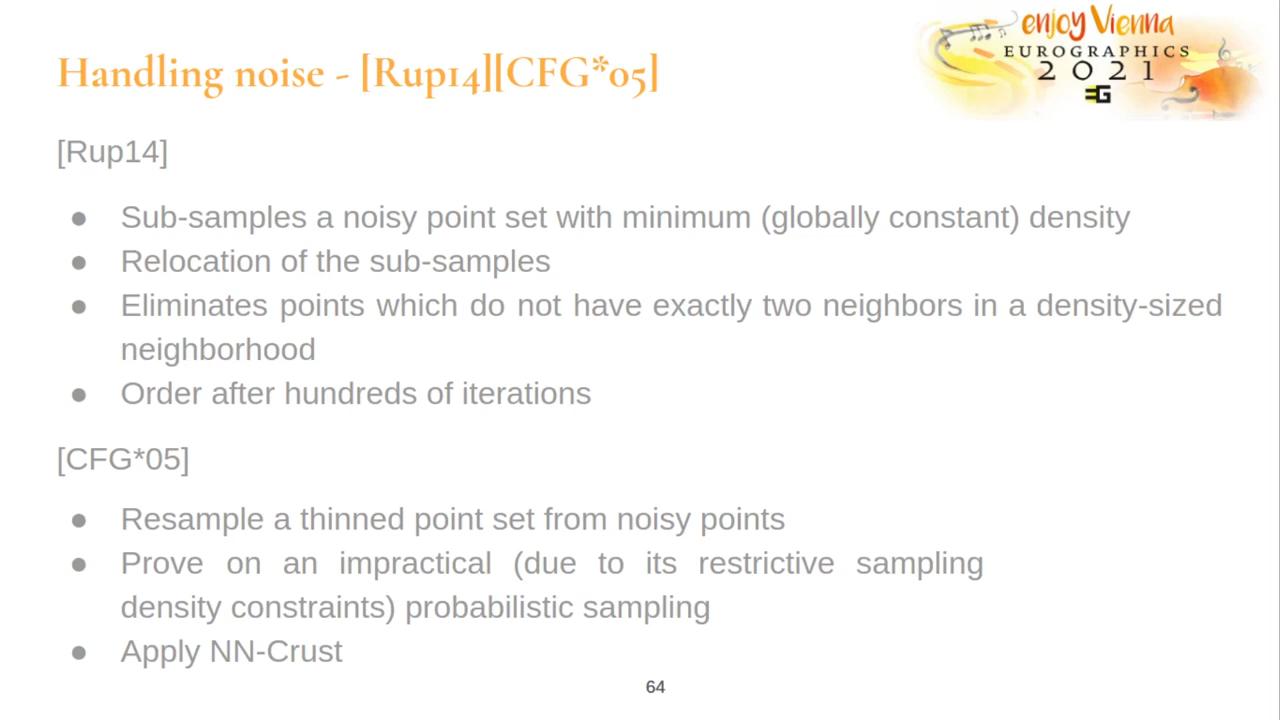 enjoy Vienna
EUROGRAPHICS
2021
EG
Handling noise - [Rup14][CFG*05]
[Rup14]
● Sub-samples a noisy point set with minimum (globally constant) density
● Relocation of the sub-samples
● Eliminates points which do not have exactly two neighbors in a density-sized
neighborhood
● Order after hundreds of iterations
[CFG*05]
● Resample a thinned point set from noisy points
● Prove on an impractical (due to its restrictive sampling
density constraints) probabilistic sampling
● Apply NN-Crust
64